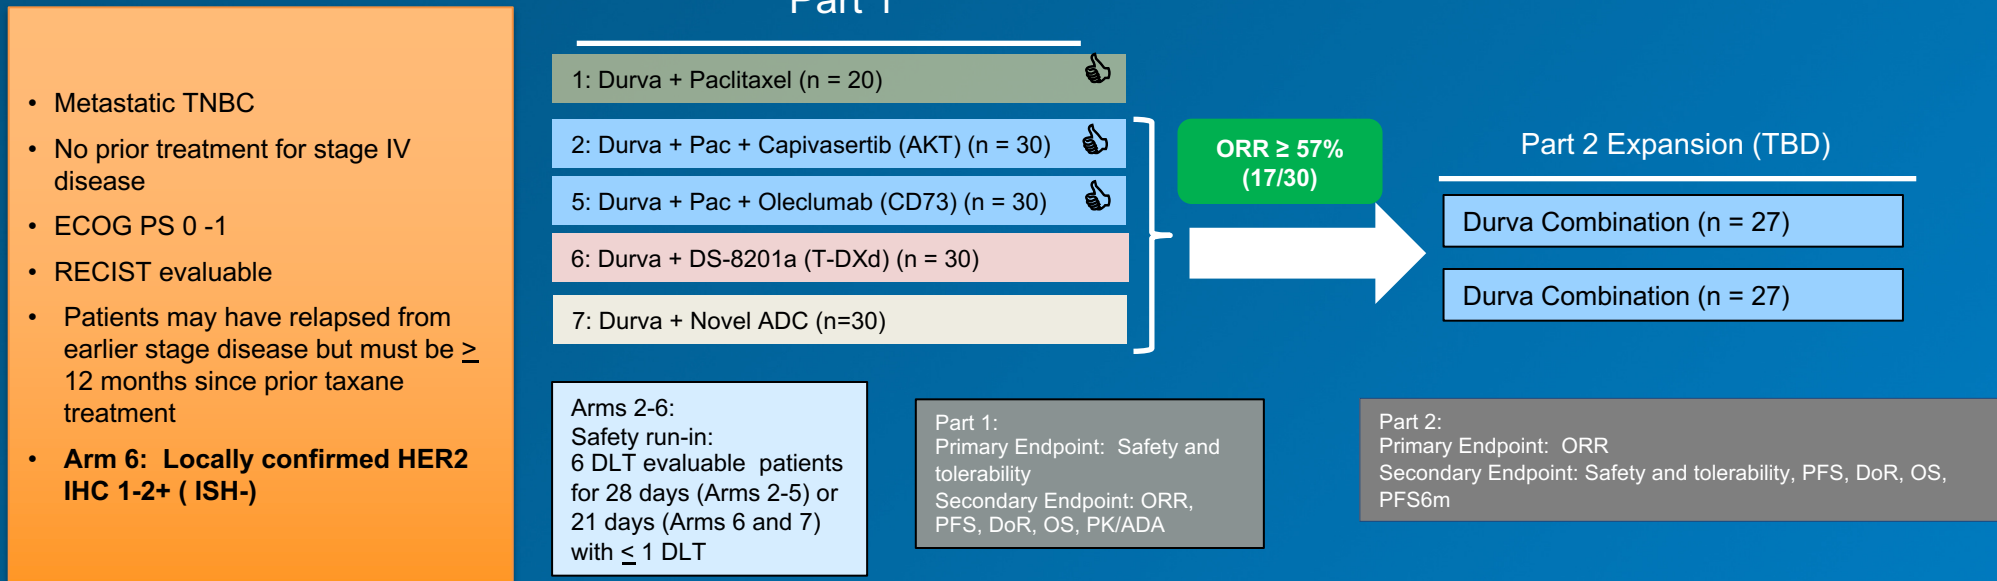 Part 1
• Metastatic TNBC
• No prior treatment for stage IV
disease
• ECOG PS 0 -1
• RECIST evaluable
• Patients may have relapsed from
earlier stage disease but must be >
12 months since prior taxane
treatment
• Arm 6: Locally confirmed HER2
IHC 1-2+ ( ISH-)
1: Durva + Paclitaxel (n = 20)
2: Durva + Pac + Capivasertib (AKT) (n = 30)
5: Durva + Pac + Oleclumab (CD73) (n = 30)
6: Durva + DS-8201a (T-DXd) (n = 30)
7: Durva + Novel ADC (n=30)
ORR ≥ 57%
(17/30)
Part 2 Expansion (TBD)
Durva Combination (n = 27)
Durva Combination (n = 27)
Arms 2-6:
Safety run-in:
6 DLT evaluable patients
for 28 days (Arms 2-5) or
21 days (Arms 6 and 7)
with < 1 DLT
Part 1:
Primary Endpoint: Safety and
tolerability
Secondary Endpoint: ORR,
PFS, DoR, OS, PK/ADA
Part 2:
Primary Endpoint: ORR
Secondary Endpoint: Safety and tolerability, PFS, DoR, OS,
PFS6m